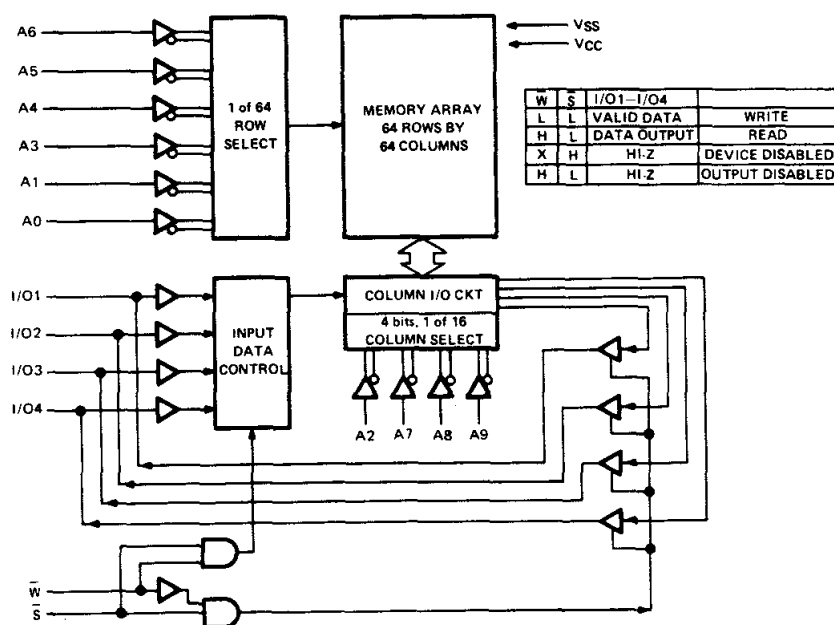 A6
A5
A4
A3
A1
A0
1 of 64
ROW
SELECT
MEMORY ARRAY
64 ROWS BY
64 COLUMNS
VSS
VCC
W̅ S̅ I/O1–I/O4
L L VALID DATA WRITE
H L DATA OUTPUT READ
X H HI-Z DEVICE DISABLED
H L HI-Z OUTPUT DISABLED
I/O1
I/O2
I/O3
I/O4
INPUT
DATA
CONTROL
COLUMN I/O CKT
4 bits, 1 of 16
COLUMN SELECT
A2 A7 A8 A9
W̅
S̅